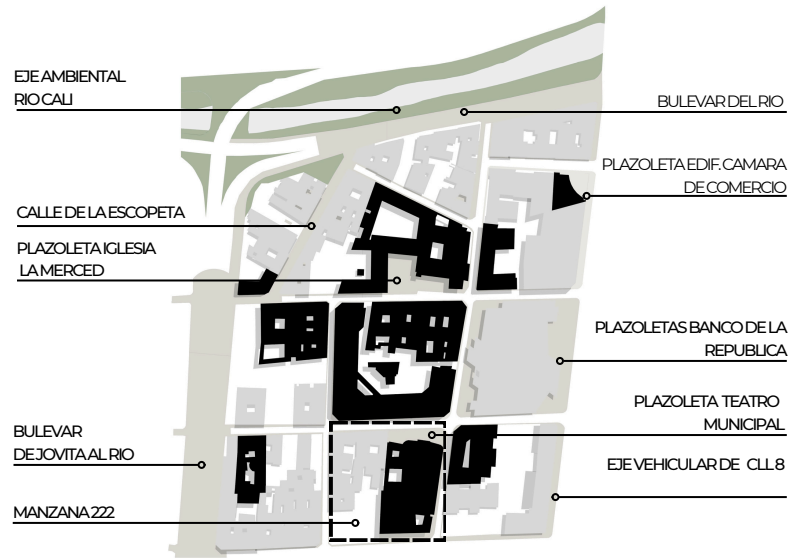 EJE AMBIENTAL
RIO CALI
BULEVAR DEL RIO
PLAZOLETA EDIF. CAMARA
DE COMERCIO
CALLE DE LA ESCOPETA
PLAZOLETA IGLESIA
LA MERCED
PLAZOLETAS BANCO DE LA
REPUBLICA
PLAZOLETA TEATRO
MUNICIPAL
BULEVAR
DE JOVITA AL RIO
EJE VEHICULAR DE CLL 8
MANZANA 222